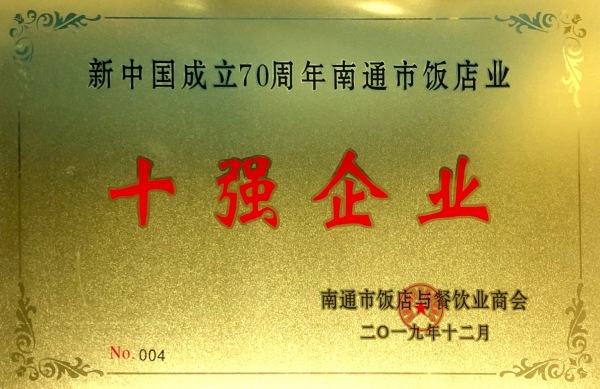 新中国成立70周年南通市饭店业
十强企业
南通市饭店与餐饮业商会
二〇一九年十二月
No. 004